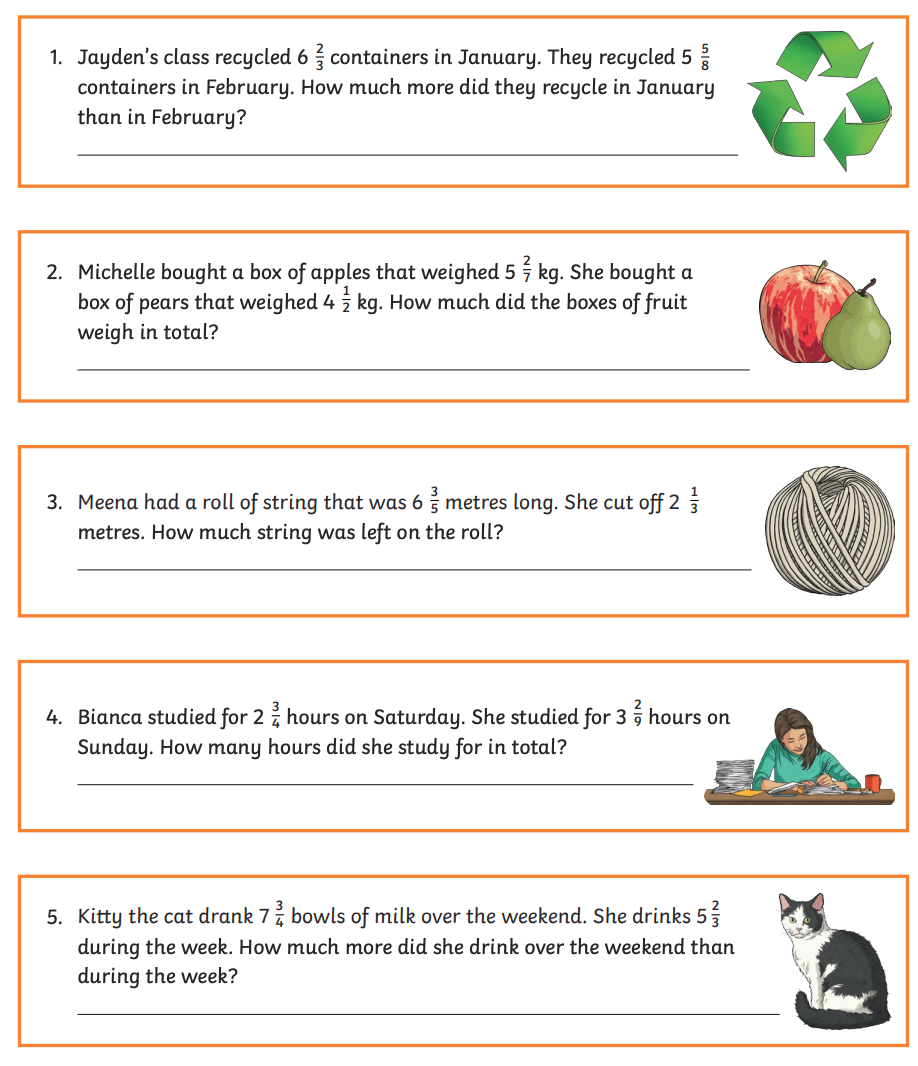 1. Jayden's class recycled 6 2/3 containers in January. They recycled 5 5/8
containers in February. How much more did they recycle in January
than in February?
2. Michelle bought a box of apples that weighed 5 2/7 kg. She bought a
box of pears that weighed 4 1/2 kg. How much did the boxes of fruit
weigh in total?
3. Meena had a roll of string that was 6 3/5 metres long. She cut off 2 1/3
metres. How much string was left on the roll?
4. Bianca studied for 2 3/4 hours on Saturday. She studied for 3 2/9 hours on
Sunday. How many hours did she study for in total?
5. Kitty the cat drank 7 3/4 bowls of milk over the weekend. She drinks 5 2/3
during the week. How much more did she drink over the weekend than
during the week?